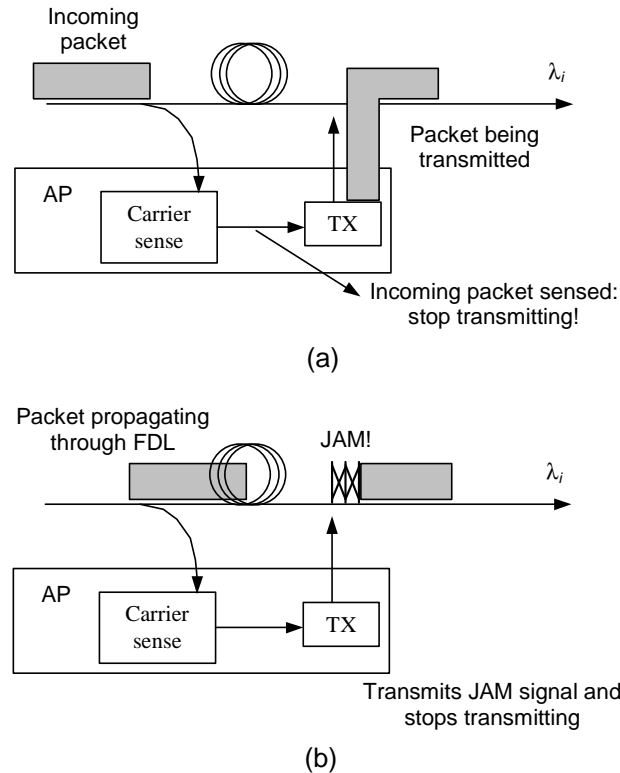 Incoming
packet
λi
Packet being
transmitted
AP
Carrier
sense
TX
Incoming packet sensed:
stop transmitting!
(a)
Packet propagating
through FDL
JAM!
λi
AP
Carrier
sense
TX
Transmits JAM signal and
stops transmitting
(b)